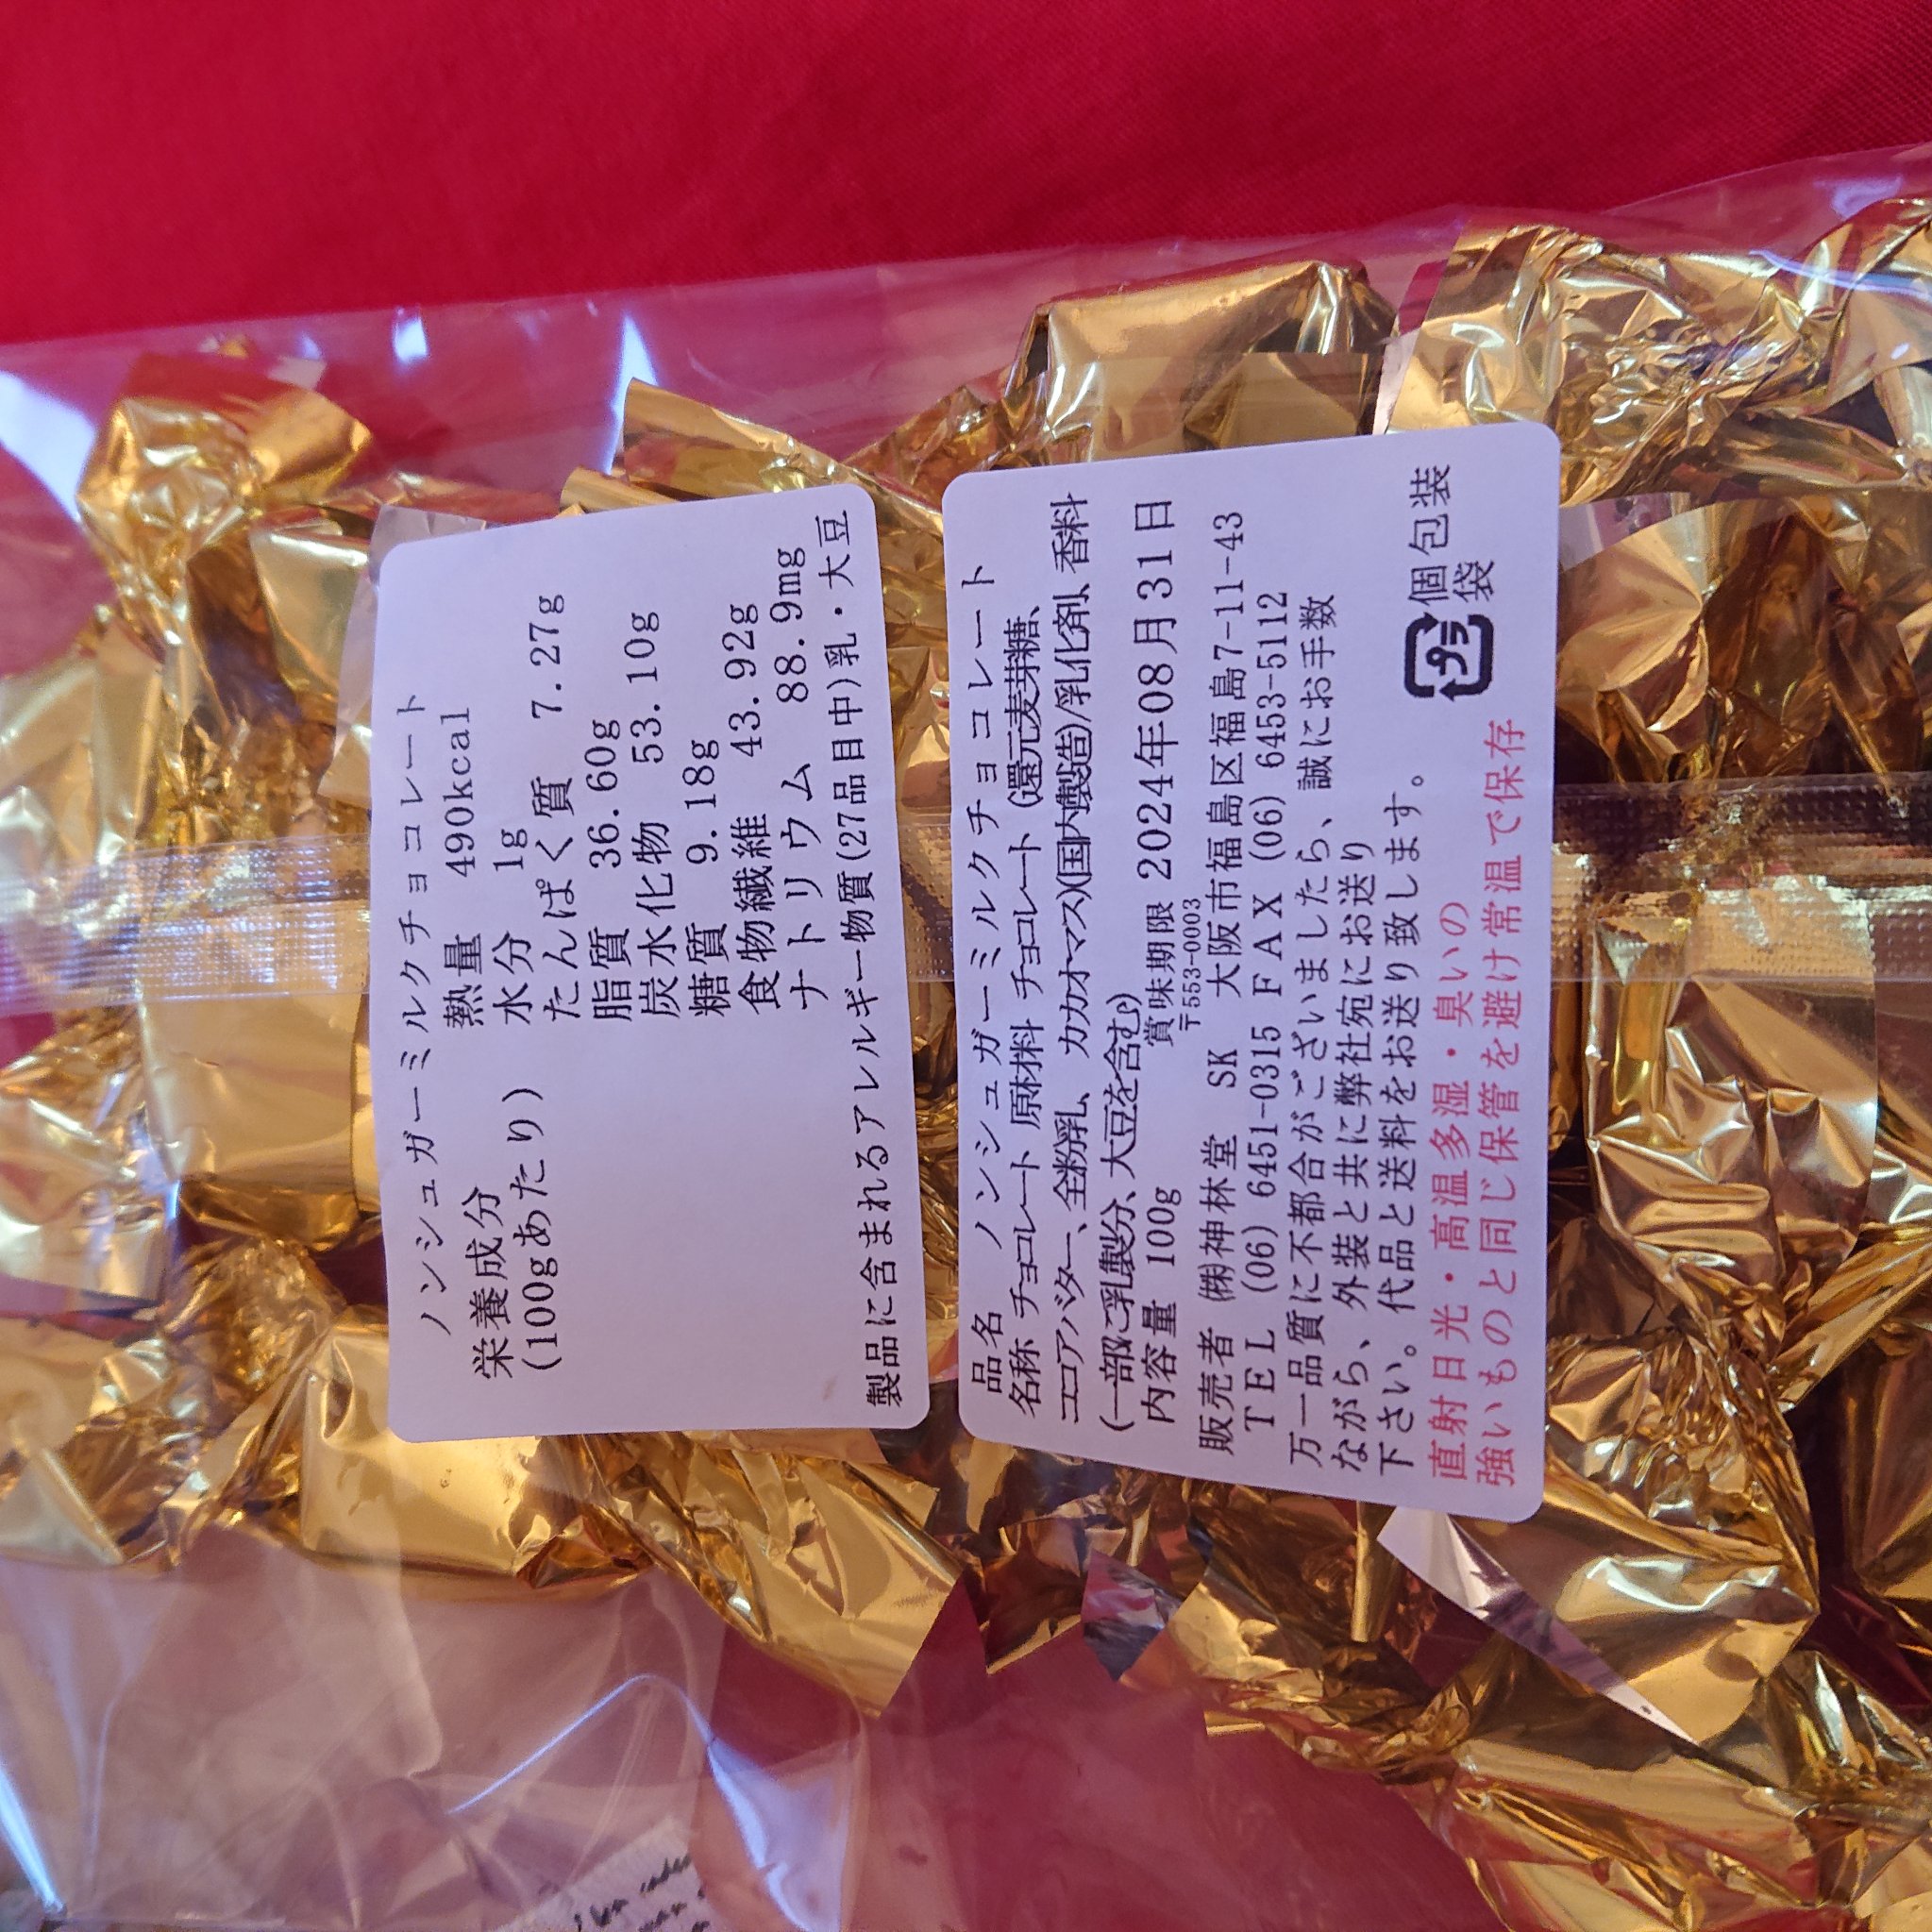 ノンシュガーミルクチョコレート
栄養成分
(100gあたり)
熱量 490kcal
水分 1g
たんぱく質 7.27g
脂質 36.60g
炭水化物 53.10g
糖質 9.18g
食物繊維 43.92g
ナトリウム 88.9mg
製品に含まれるアレルギー物質(27品目中)乳・大豆
品名 ノンシュガーミルクチョコレート
名称 チョコレート 原材料 チョコレート (還元麦芽糖、
ココアバター、全粉乳、カカオマス)(国内製造)/乳化剤、香料
(一部に乳製分、大豆を含む)
内容量 100g 賞味期限 2024年08月31日
〒553-0003
販売者 ㈱神林堂 SK 大阪市福島区福島7-11-43
TEL (06) 6451-0315 FAX (06) 6453-5112
万一品質に不都合がございましたら、誠にお手数
ながら、外装と共に弊社宛にお送り
下さい。代品と送料をお送り致します。
直射日光・高温多湿・臭いの
強いものと同じ保管を避け常温で保存
プラ
個包装
袋